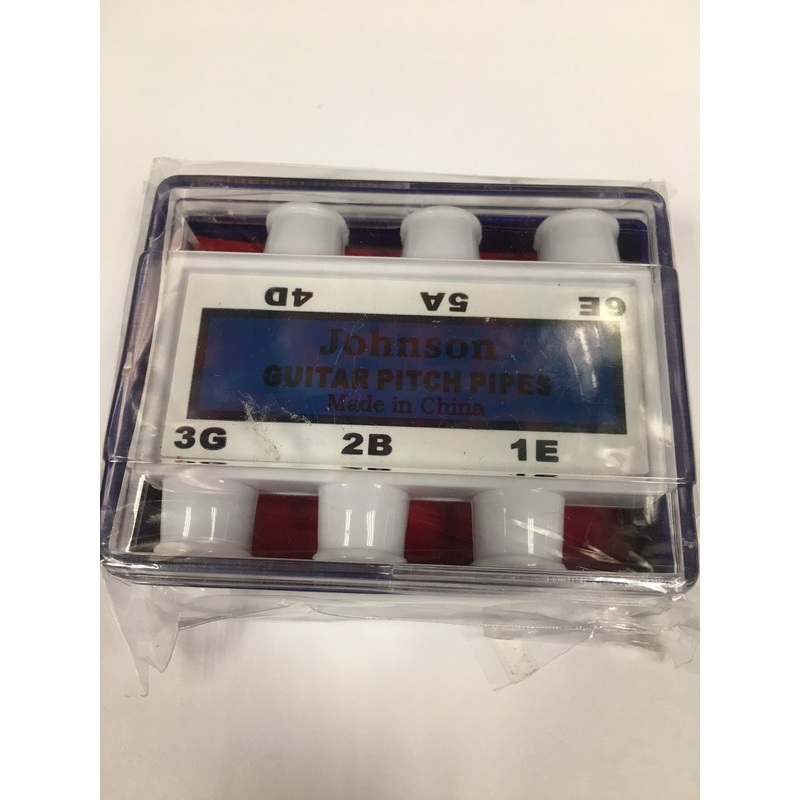 4D 5A 6E
Johnson
GUITAR PITCH PIPES
Made in China
3G 2B 1E